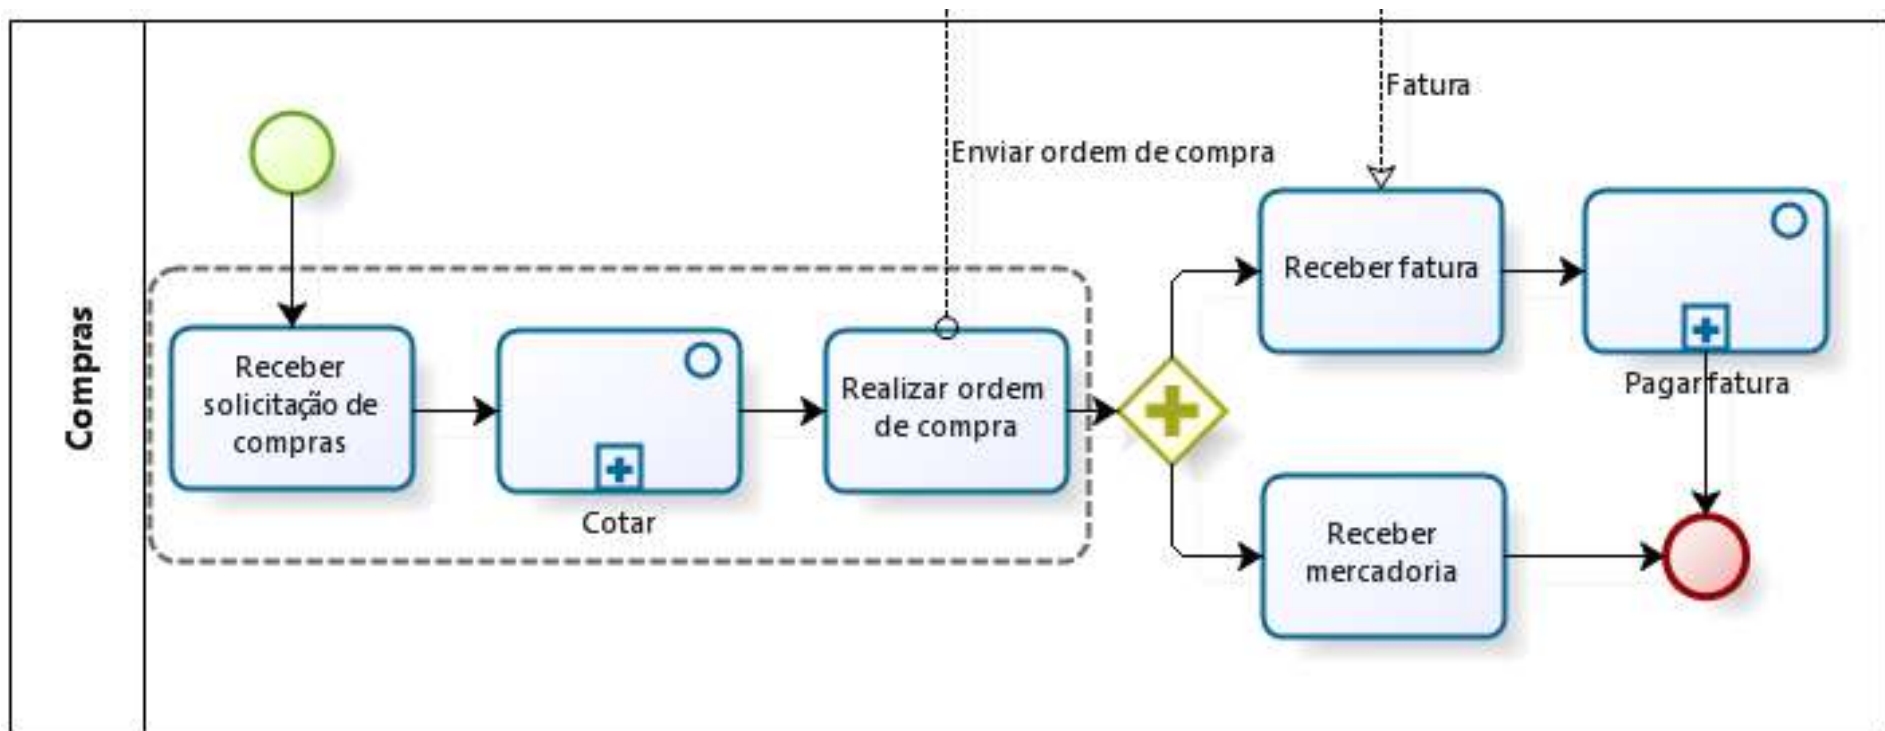 Compras
Fatura
Enviar ordem de compra
Receber
solicitação de
compras
Cotar
Realizar ordem
de compra
Receber fatura
Pagar fatura
Receber
mercadoria